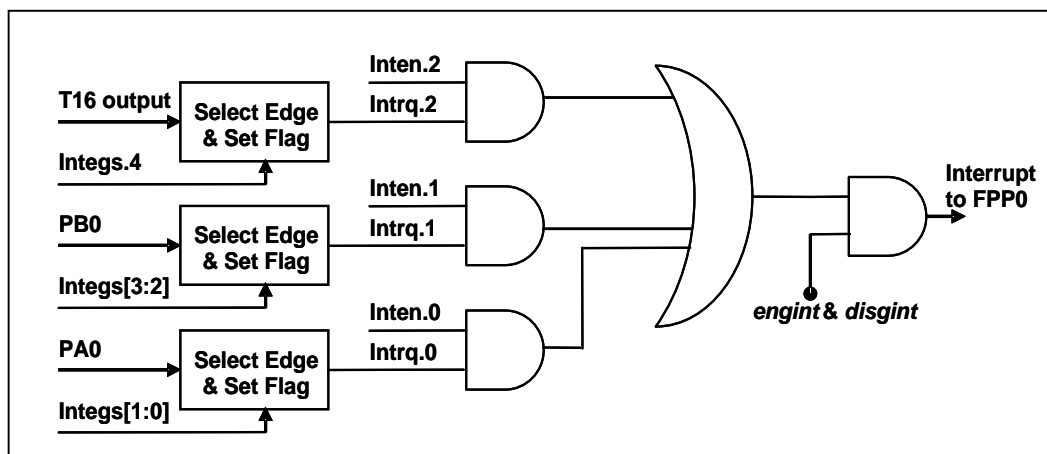 T16 output
Integs.4
Select Edge
& Set Flag
Inten.2
Intrq.2
PB0
Integs[3:2]
Select Edge
& Set Flag
Inten.1
Intrq.1
PA0
Integs[1:0]
Select Edge
& Set Flag
Inten.0
Intrq.0
Interrupt
to FPP0
engint & disgint